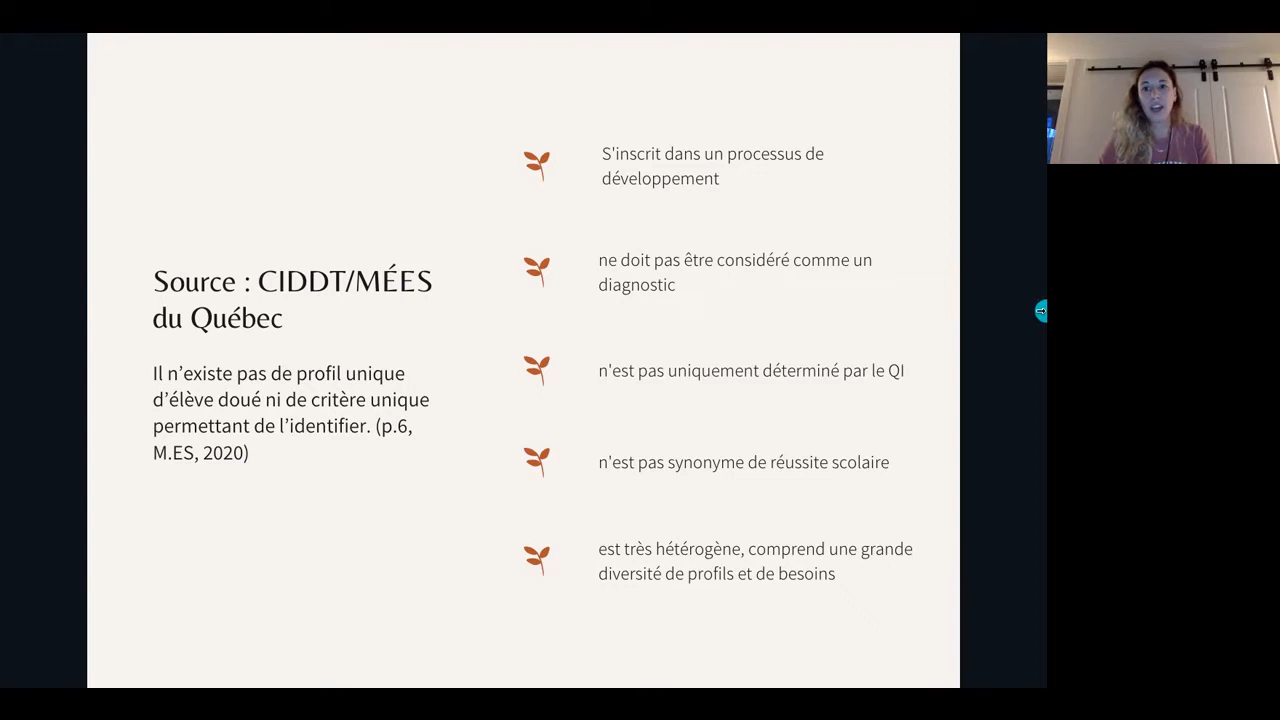 Source : CIDDT/MÉES
du Québec
Il n’existe pas de profil unique
d’élève doué ni de critère unique
permettant de l’identifier. (p.6,
M.ES, 2020)
S'inscrit dans un processus de
développement
ne doit pas être considéré comme un
diagnostic
n'est pas uniquement déterminé par le QI
n'est pas synonyme de réussite scolaire
est très hétérogène, comprend une grande
diversité de profils et de besoins